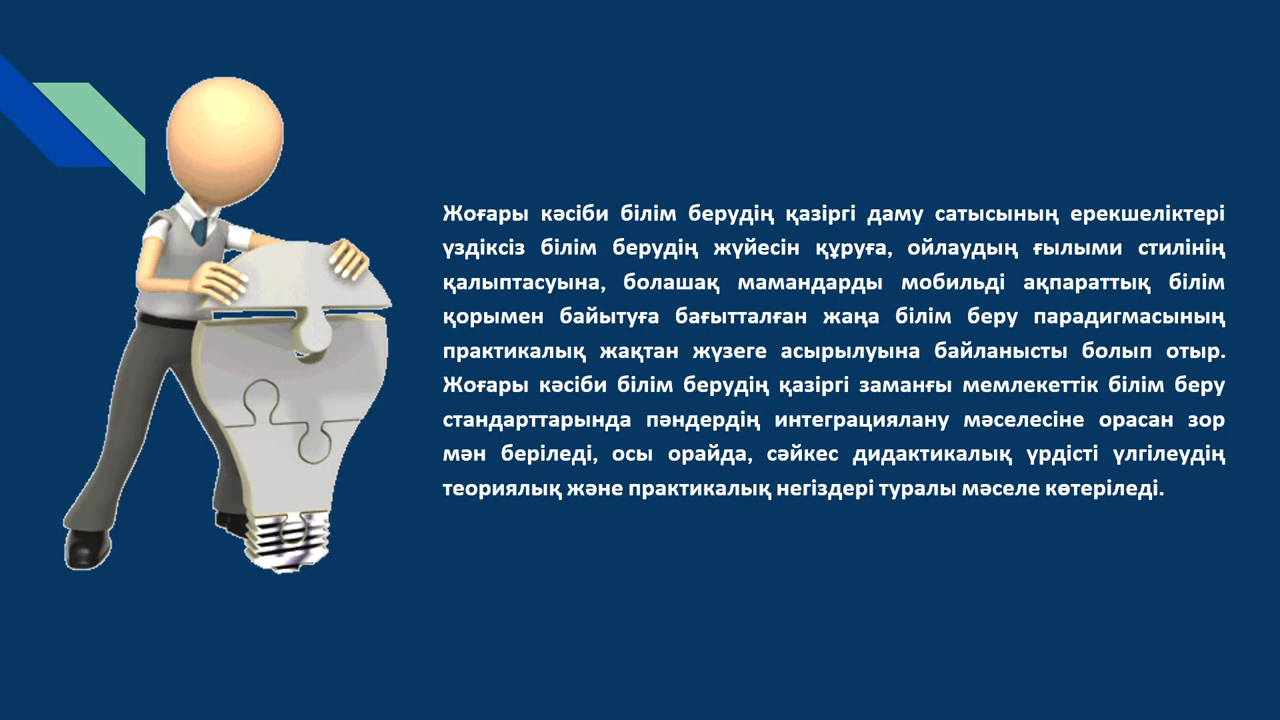 Жоғары кәсіби білім берудің қазіргі даму сатысының ерекшеліктері
үздіксіз білім берудің жүйесін құруға, ойлаудың ғылыми стилінің
қалыптасуына, болашақ мамандарды мобильді ақпараттық білім
қорымен байытуға бағытталған жаңа білім беру парадигмасының
практикалық жақтан жүзеге асырылуына байланысты болып отыр.
Жоғары кәсіби білім берудің қазіргі заманғы мемлекеттік білім беру
стандарттарында пәндердің интеграциялану мәселесіне орасан зор
мән беріледі, осы орайда, сәйкес дидактикалық үрдісті үлгілеудің
теориялық және практикалық негіздері туралы мәселе көтеріледі.